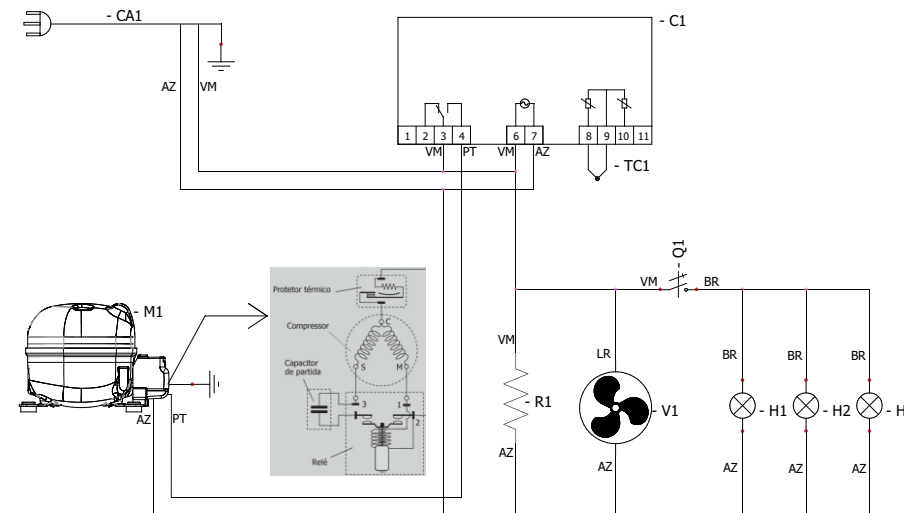 - CA1
- C1
AZ VM
1 2 3 4 6 7 8 9 10 11
VM PT VM AZ
- TC1
- Q1
Protetor térmico
VM BR
- M1
C
Compressor
VM LR BR BR BR
S M
Capacitor
de partida
3 1
- R1 - V1 - H1 - H2 - H
2
AZ PT
Relé
AZ AZ AZ AZ AZ